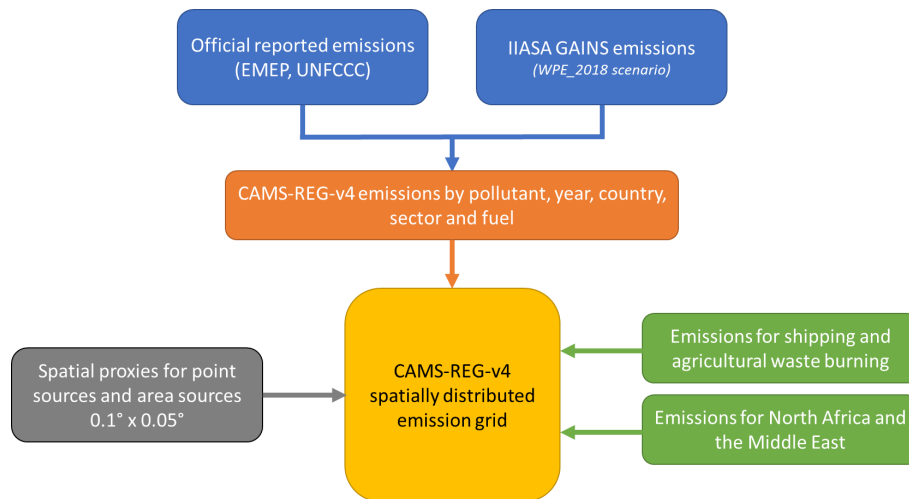 Official reported emissions
(EMEP, UNFCCC)
IIASA GAINS emissions
(WPE_2018 scenario)
CAMS-REG-v4 emissions by pollutant, year, country,
sector and fuel
Spatial proxies for point
sources and area sources
0.1° x 0.05°
CAMS-REG-v4
spatially distributed
emission grid
Emissions for shipping and
agricultural waste burning
Emissions for North Africa and
the Middle East